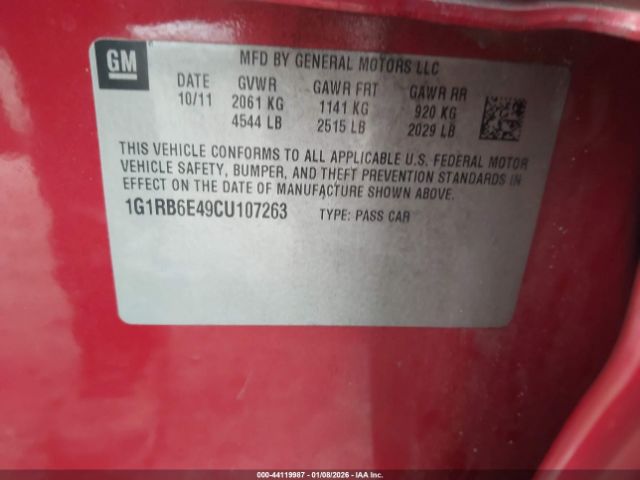 GM
MFD BY GENERAL MOTORS LLC
DATE GVWR GAWR FRT GAWR RR
10/11 2061 KG 1141 KG 920 KG
4544 LB 2515 LB 2029 LB
THIS VEHICLE CONFORMS TO ALL APPLICABLE U.S. FEDERAL MOTOR
VEHICLE SAFETY, BUMPER, AND THEFT PREVENTION STANDARDS IN
EFFECT ON THE DATE OF MANUFACTURE SHOWN ABOVE.
1G1RB6E49CU107263 TYPE: PASS CAR
000-44119987 - 01/08/2026 - IAA Inc.